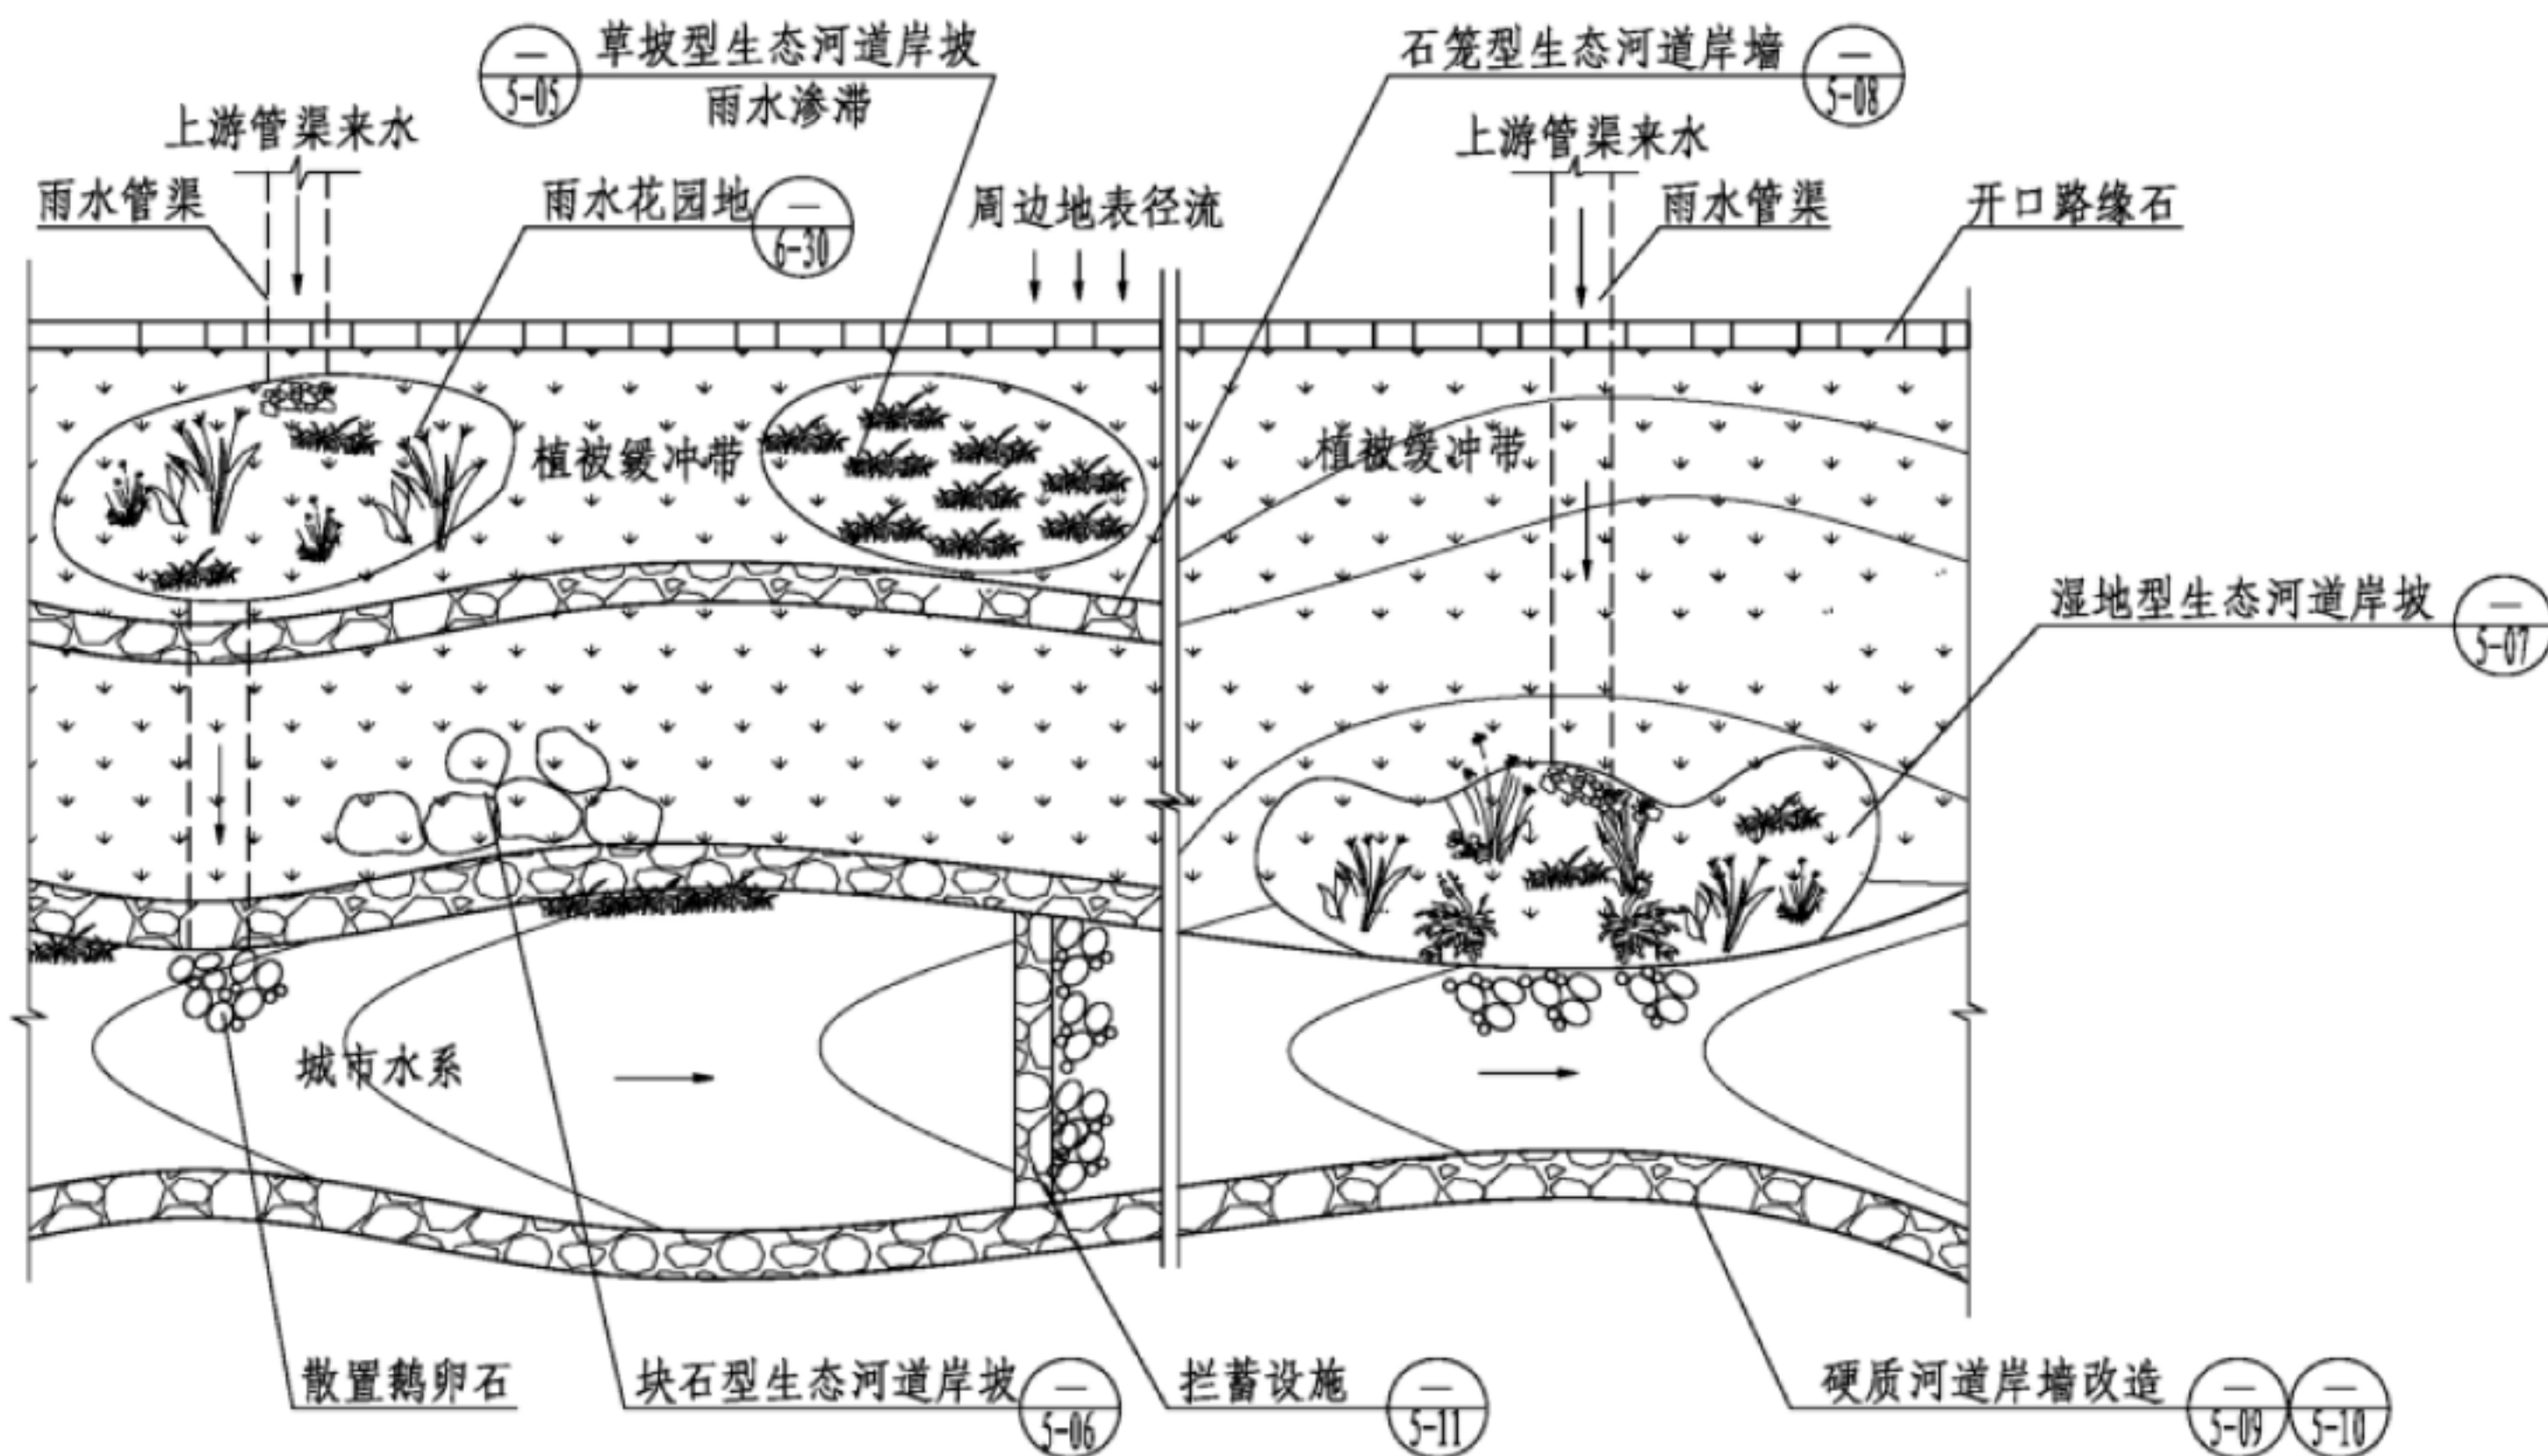 草坡型生态河道岸坡
—
5-05
雨水渗滞
石笼型生态河道岸墙
—
5-08
上游管渠来水
上游管渠来水
雨水管渠
雨水花园地
—
6-30
周边地表径流
雨水管渠
开口路缘石
植被缓冲带
植被缓冲带
湿地型生态河道岸坡
—
5-07
城市水系
散置鹅卵石
块石型生态河道岸坡
—
5-06
拦蓄设施
—
5-11
硬质河道岸墙改造
—
5-09
—
5-10